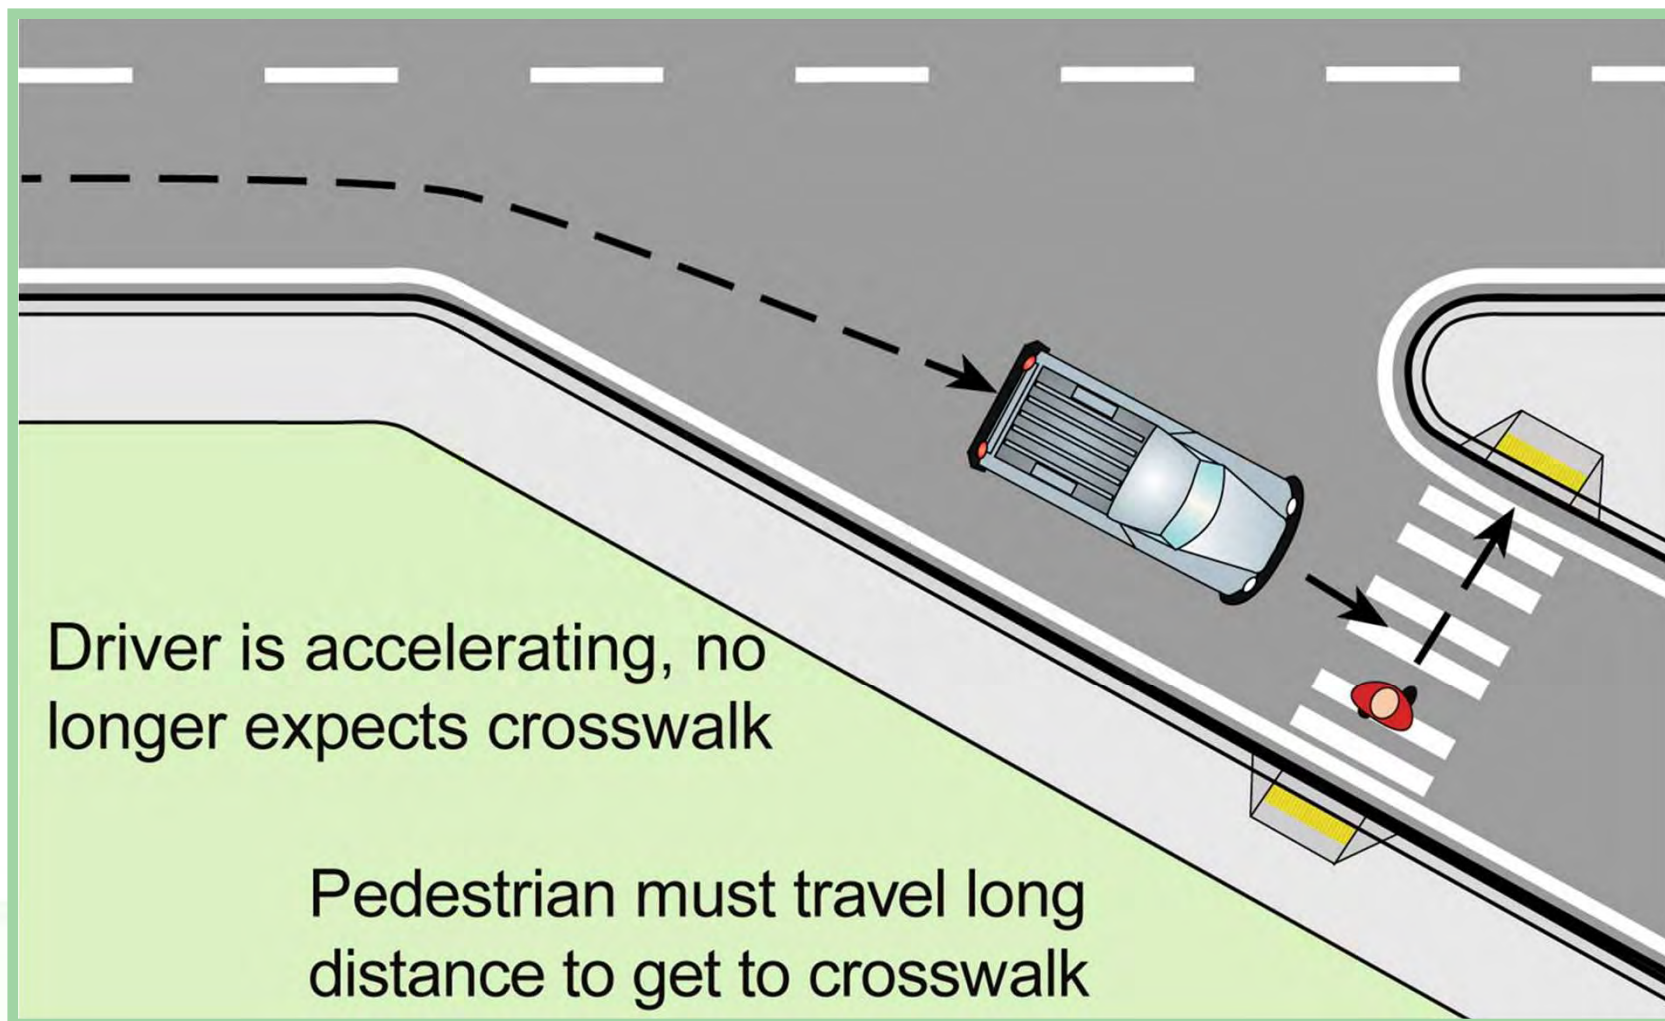 Driver is accelerating, no
longer expects crosswalk
Pedestrian must travel long
distance to get to crosswalk